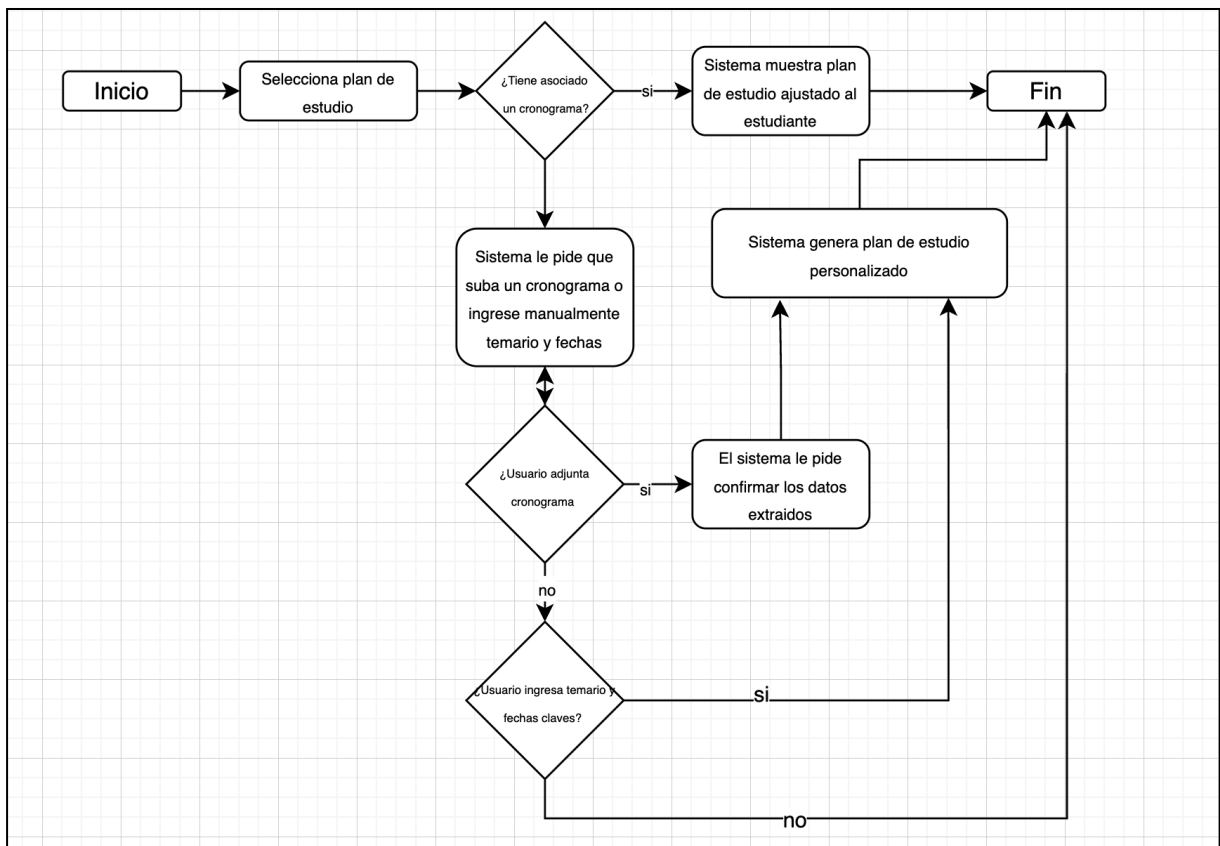 Inicio
Selecciona plan de
estudio
¿Tiene asociado
un cronograma?
si
Sistema muestra plan
de estudio ajustado al
estudiante
Fin
Sistema le pide que
suba un cronograma o
ingrese manualmente
temario y fechas
Sistema genera plan de estudio
personalizado
¿Usuario adjunta
cronograma
si
El sistema le pide
confirmar los datos
extraidos
no
¿Usuario ingresa temario y
fechas claves?
si
no